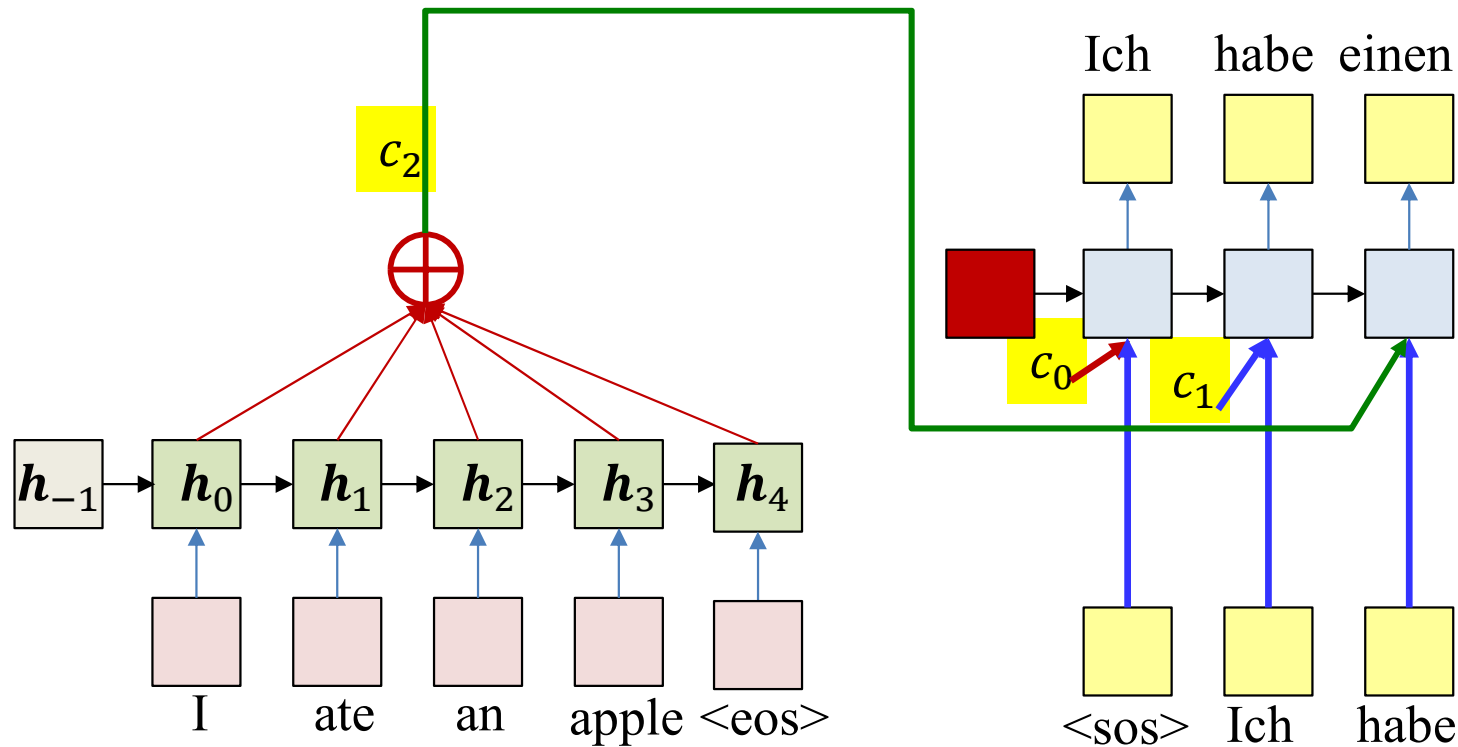 Ich habe einen
c₂
c₀
c₁
h₋₁ h₀ h₁ h₂ h₃ h₄
I ate an apple <eos>
<sos> Ich habe